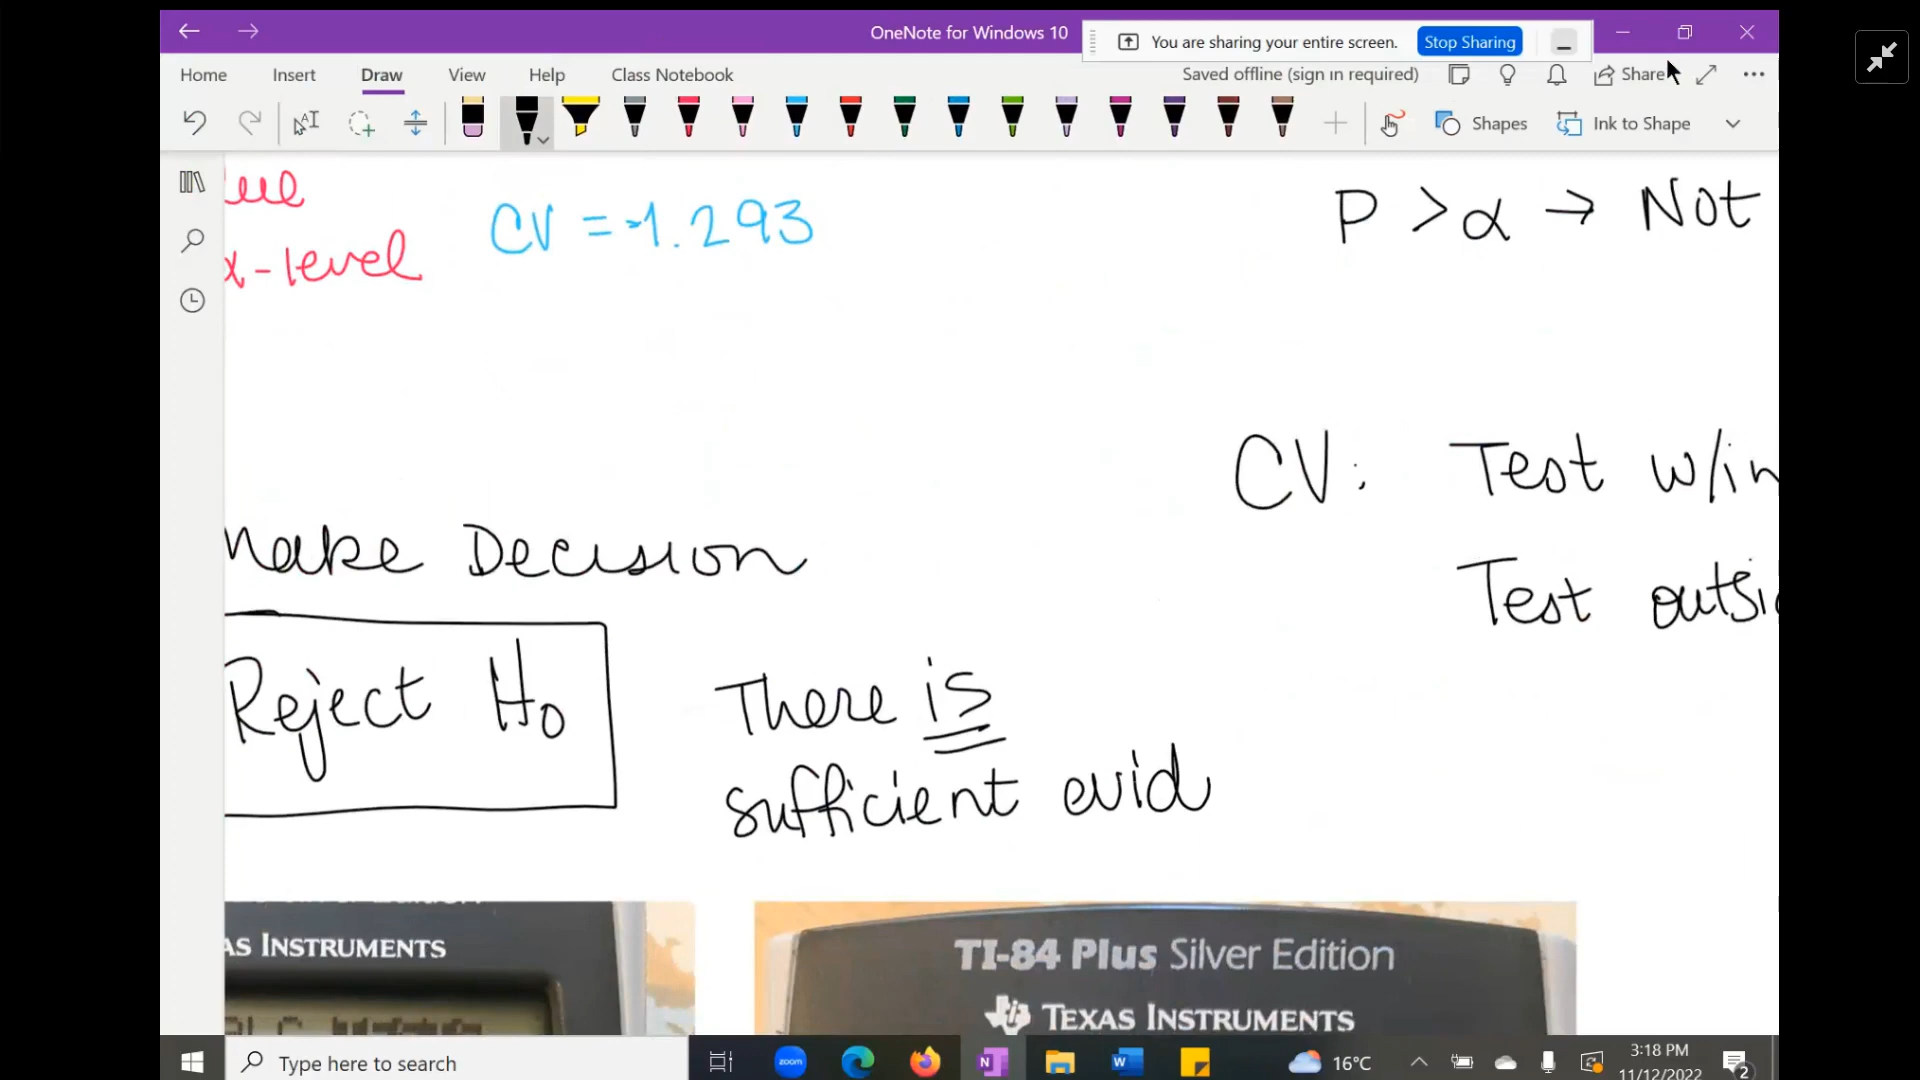 OneNote for Windows 10
You are sharing your entire screen. Stop Sharing
Home Insert Draw View Help Class Notebook Saved offline (sign in required) Share
Shapes Ink to Shape
CV = -1.293
P > α → Not
α-level
CV: Test w/in
Make Decision
Test outsi
Reject H0
There is
sufficient evid
AS INSTRUMENTS
TI-84 Plus Silver Edition
TEXAS INSTRUMENTS
Type here to search
zoom
16°C
3:18 PM
11/12/2022
2